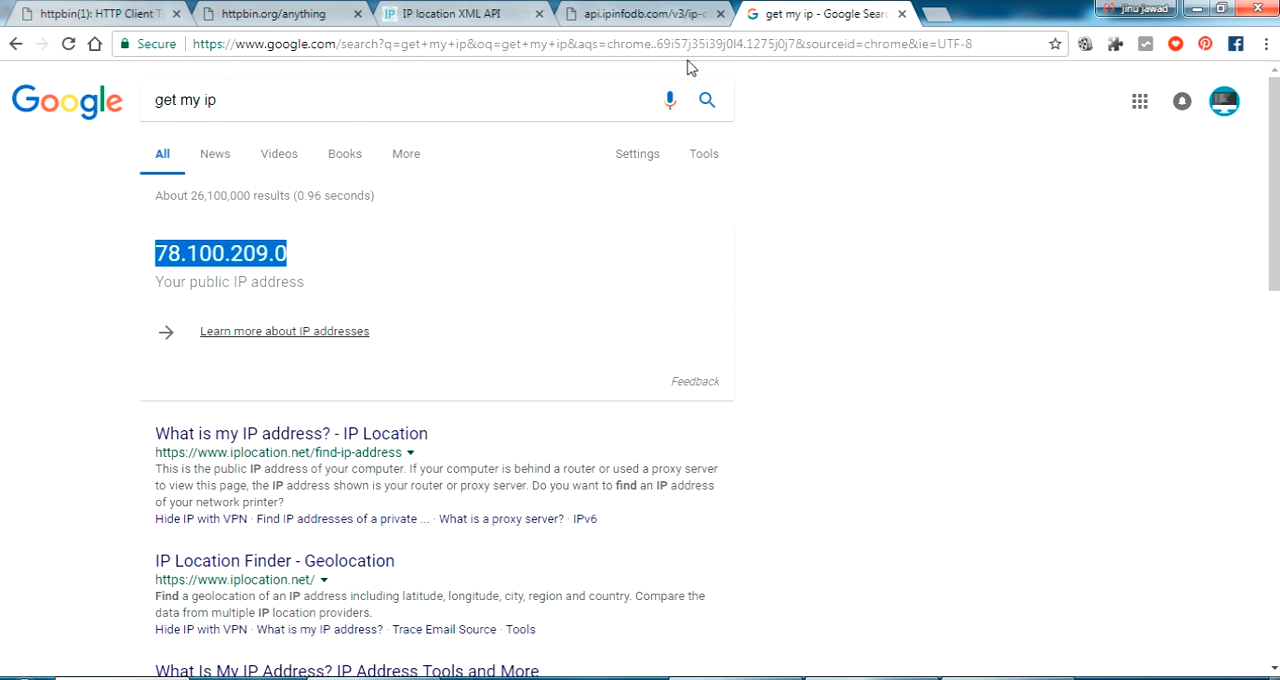 httpbin(1): HTTP Client T
httpbin.org/anything
IP IP location XML API
api.ipinfodb.com/v3/ip-c
get my ip - Google Sear
jinu jawad
Secure https://www.google.com/search?q=get+my+ip&oq=get+my+ip&aqs=chrome..69i57j35i39j0l4.1275j0j7&sourceid=chrome&ie=UTF-8
Google
get my ip
All News Videos Books More Settings Tools
About 26,100,000 results (0.96 seconds)
78.100.209.0
Your public IP address
Learn more about IP addresses
Feedback
What is my IP address? - IP Location
https://www.iplocation.net/find-ip-address
This is the public IP address of your computer. If your computer is behind a router or used a proxy server
to view this page, the IP address shown is your router or proxy server. Do you want to find an IP address
of your network printer?
Hide IP with VPN · Find IP addresses of a private ... · What is a proxy server? · IPv6
IP Location Finder - Geolocation
https://www.iplocation.net/
Find a geolocation of an IP address including latitude, longitude, city, region and country. Compare the
data from multiple IP location providers.
Hide IP with VPN · What is my IP address? · Trace Email Source · Tools
What Is My IP Address? IP Address Tools and More